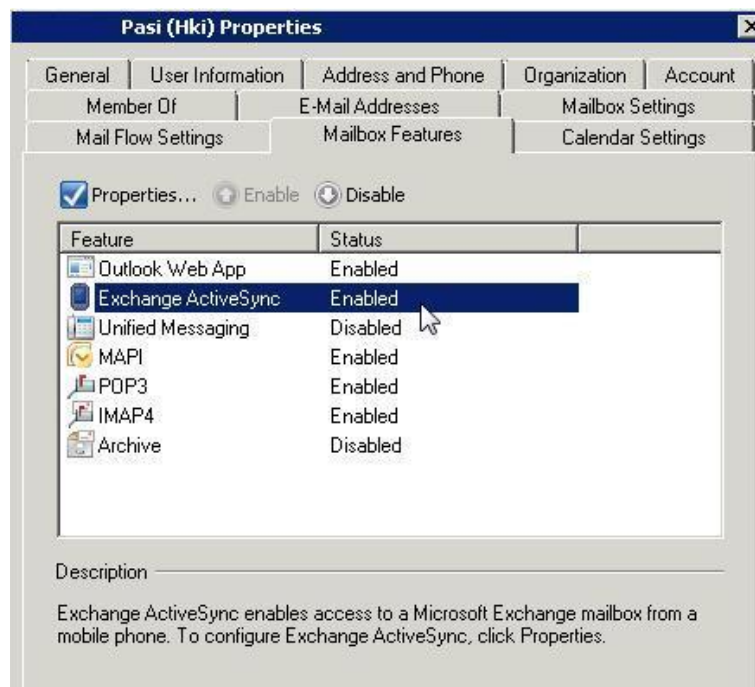 Pasi (Hki) Properties
General User Information Address and Phone Organization Account
Member Of E-Mail Addresses Mailbox Settings
Mail Flow Settings Mailbox Features Calendar Settings
Properties... Enable Disable
Feature Status
Outlook Web App Enabled
Exchange ActiveSync Enabled
Unified Messaging Disabled
MAPI Enabled
POP3 Enabled
IMAP4 Enabled
Archive Disabled
Description
Exchange ActiveSync enables access to a Microsoft Exchange mailbox from a
mobile phone. To configure Exchange ActiveSync, click Properties.